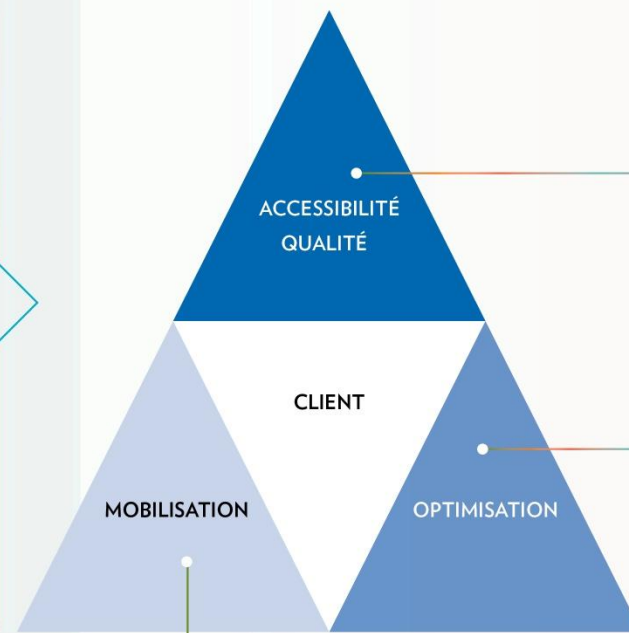 ACCESSIBILITÉ
QUALITÉ
CLIENT
MOBILISATION
OPTIMISATION